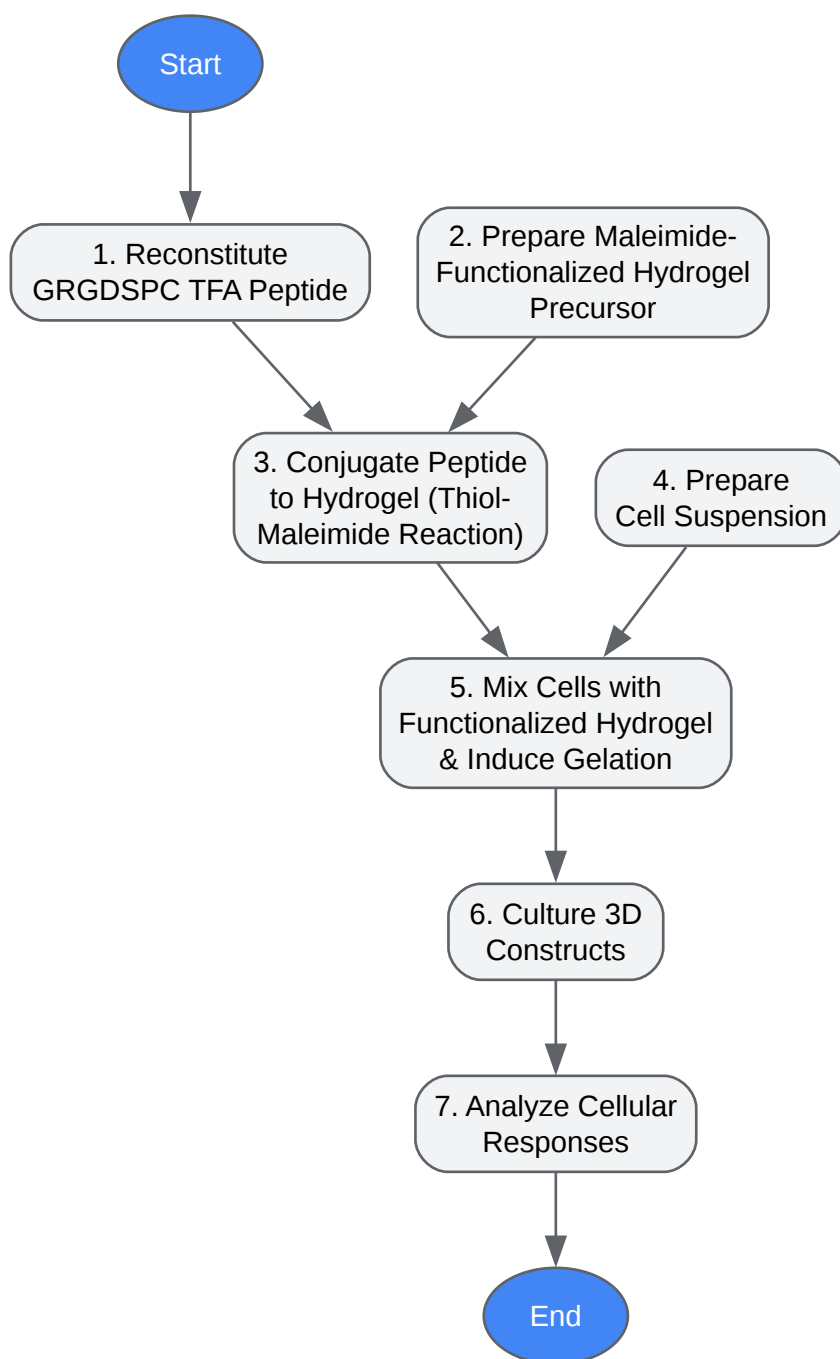 Start
1. Reconstitute
GRGDSPC TFA Peptide
2. Prepare Maleimide-
Functionalized Hydrogel
Precursor
3. Conjugate Peptide
to Hydrogel (Thiol-
Maleimide Reaction)
4. Prepare
Cell Suspension
5. Mix Cells with
Functionalized Hydrogel
& Induce Gelation
6. Culture 3D
Constructs
7. Analyze Cellular
Responses
End